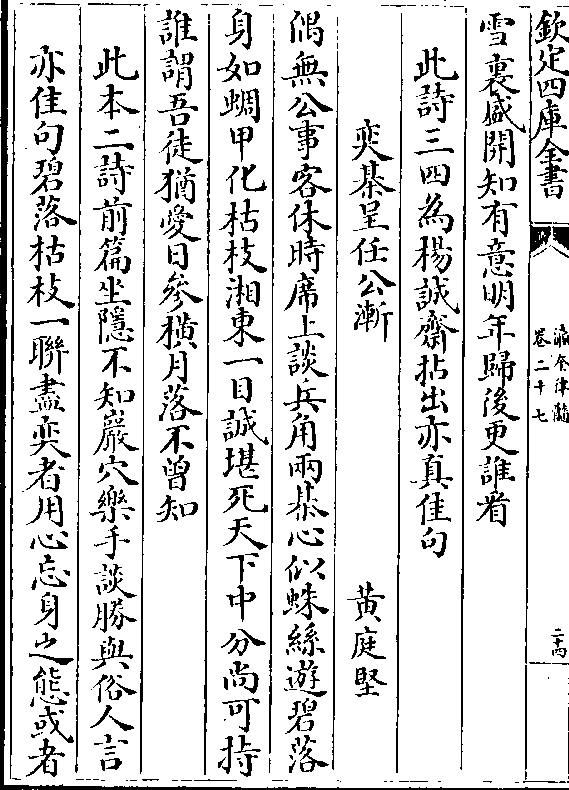 欽定四庫全書
瀛奎律髓
卷二十七
二十四
雪裏盛開知有意明年歸後更誰㸔
此詩三四為楊誠齋拈出亦真佳句
奕棊呈任公漸
黄庭堅
偶無公事客休時席上談兵角兩棊心似蛛絲遊碧落
身如蜩甲化枯枝湘東一目誠堪死天下中分尚可持
誰謂吾徒猶愛日參横月落不曽知
此本二詩前篇坐隱不知巖穴樂手談勝與俗人言
亦佳句碧落枯枝一聯盡奕者用心忘身之態或者